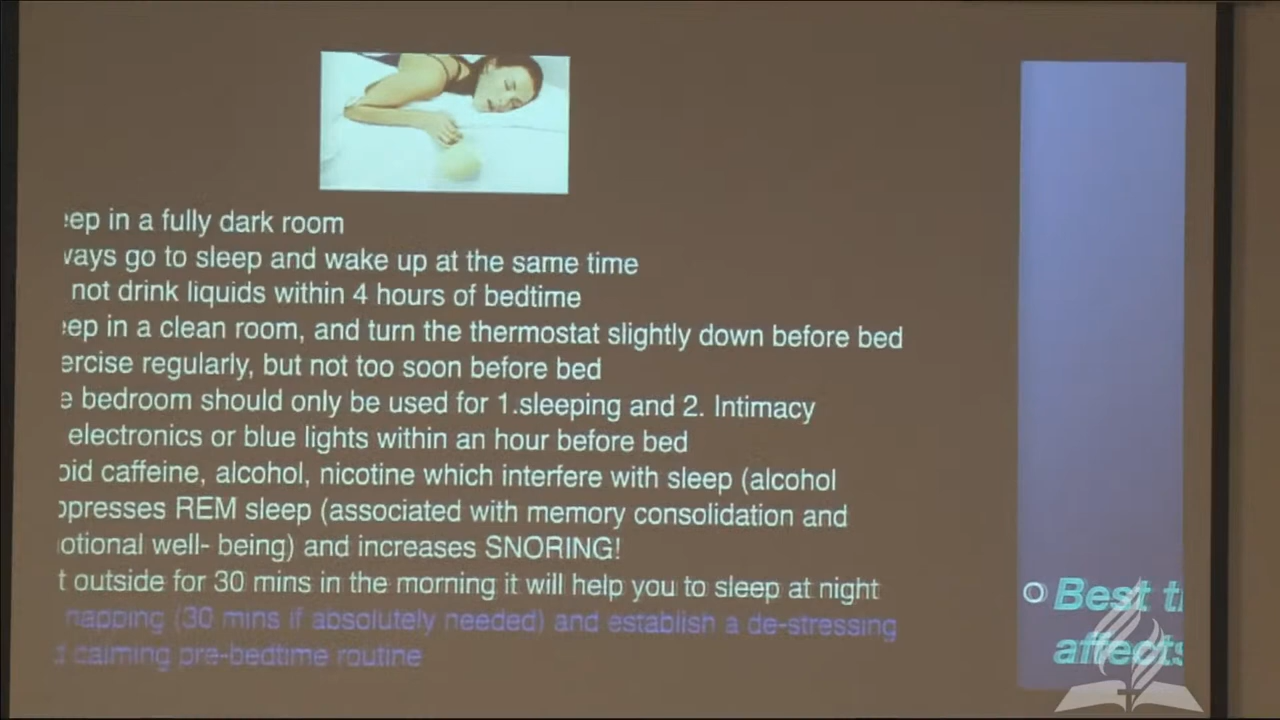 eep in a fully dark room
ways go to sleep and wake up at the same time
not drink liquids within 4 hours of bedtime
eep in a clean room, and turn the thermostat slightly down before bed
ercise regularly, but not too soon before bed
e bedroom should only be used for 1.sleeping and 2. Intimacy
electronics or blue lights within an hour before bed
oid caffeine, alcohol, nicotine which interfere with sleep (alcohol
ppresses REM sleep (associated with memory consolidation and
otional well- being) and increases SNORING!
t outside for 30 mins in the morning it will help you to sleep at night
napping (30 mins if absolutely needed) and establish a de-stressing
calming pre-bedtime routine
Best t
affects